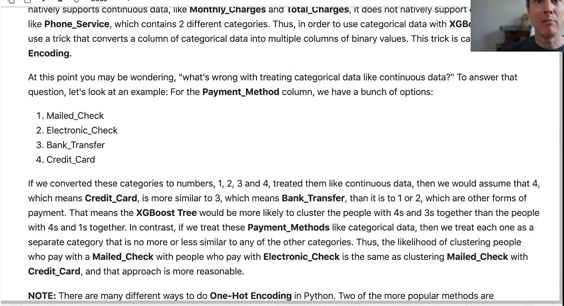 natively supports continuous data, like Monthly_Charges and Total_Charges, it does not natively support
like Phone_Service, which contains 2 different categories. Thus, in order to use categorical data with XGB
use a trick that converts a column of categorical data into multiple columns of binary values. This trick is ca
Encoding.
At this point you may be wondering, "what's wrong with treating categorical data like continuous data?" To answer that
question, let's look at an example: For the Payment_Method column, we have a bunch of options:
1. Mailed_Check
2. Electronic_Check
3. Bank_Transfer
4. Credit_Card
If we converted these categories to numbers, 1, 2, 3 and 4, treated them like continuous data, then we would assume that 4,
which means Credit_Card, is more similar to 3, which means Bank_Transfer, than it is to 1 or 2, which are other forms of
payment. That means the XGBoost Tree would be more likely to cluster the people with 4s and 3s together than the people
with 4s and 1s together. In contrast, if we treat these Payment_Methods like categorical data, then we treat each one as a
separate category that is no more or less similar to any of the other categories. Thus, the likelihood of clustering people
who pay with a Mailed_Check with people who pay with Electronic_Check is the same as clustering Mailed_Check with
Credit_Card, and that approach is more reasonable.
NOTE: There are many different ways to do One-Hot Encoding in Python. Two of the more popular methods are